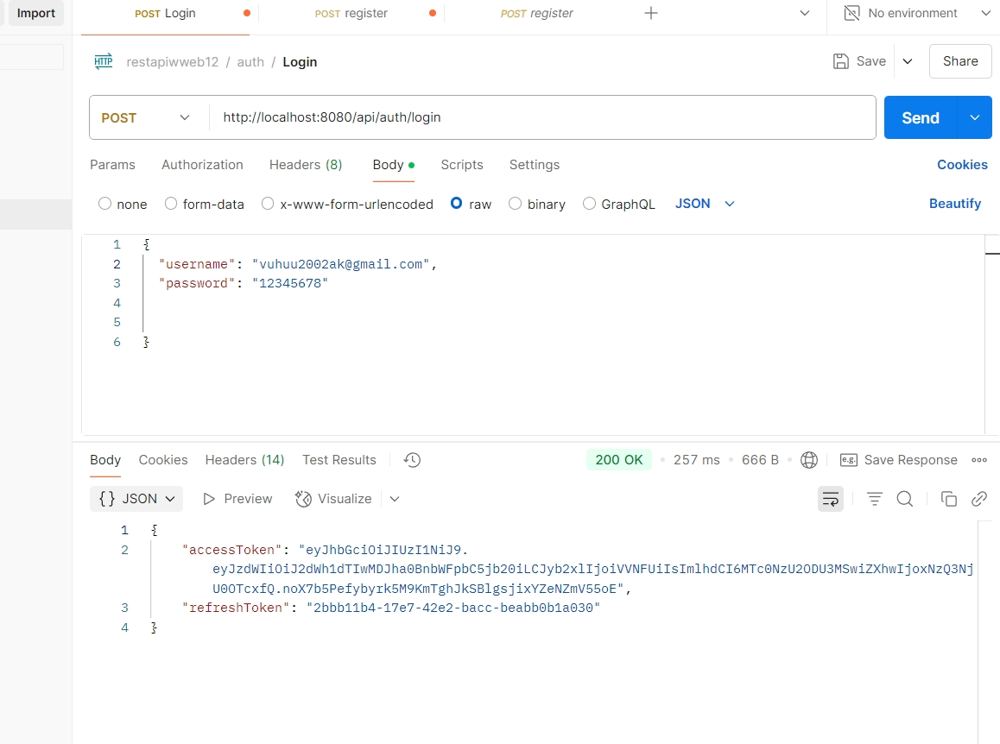 Import
POST Login
POST register
POST register
No environment
HTTP restapiwweb12 / auth / Login
Save
Share
POST
http://localhost:8080/api/auth/login
Send
Params Authorization Headers (8) Body Scripts Settings
Cookies
none form-data x-www-form-urlencoded raw binary GraphQL JSON
Beautify
1 {
2 "username": "vuhuu2002ak@gmail.com",
3 "password": "12345678"
4
5
6 }
Body Cookies Headers (14) Test Results
200 OK • 257 ms • 666 B •
e.g. Save Response
{} JSON Preview Visualize
1 {
2 "accessToken": "eyJhbGciOiJIUzI1NiJ9.
eyJzdWIiOiJ2dWh1dTIwMDJha0BnbWFpbC5jb20iLCJyb2xlIjoiVVNFUiIsImlhdCI6MTc0NzU2ODU3MSwiZXhwIjoxNzQ3Nj
U0OTcxfQ.noX7b5Pefybyrk5M9KmTghJkSBlgsjixYZeNZmV55oE",
3 "refreshToken": "2bbb11b4-17e7-42e2-bacc-beabb0b1a030"
4 }